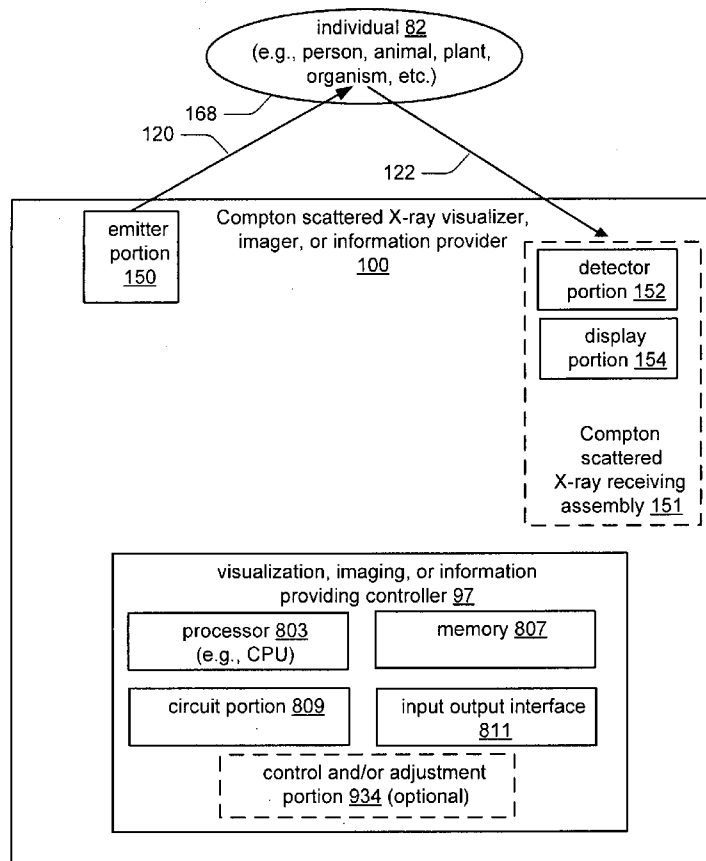 individual 82
(e.g., person, animal, plant,
organism, etc.)
168
120
122
emitter
portion
150
Compton scattered X-ray visualizer,
imager, or information provider
100
detector
portion 152
display
portion 154
Compton
scattered
X-ray receiving
assembly 151
visualization, imaging, or information
providing controller 97
processor 803
(e.g., CPU)
memory 807
circuit portion 809
input output interface
811
control and/or adjustment
portion 934 (optional)